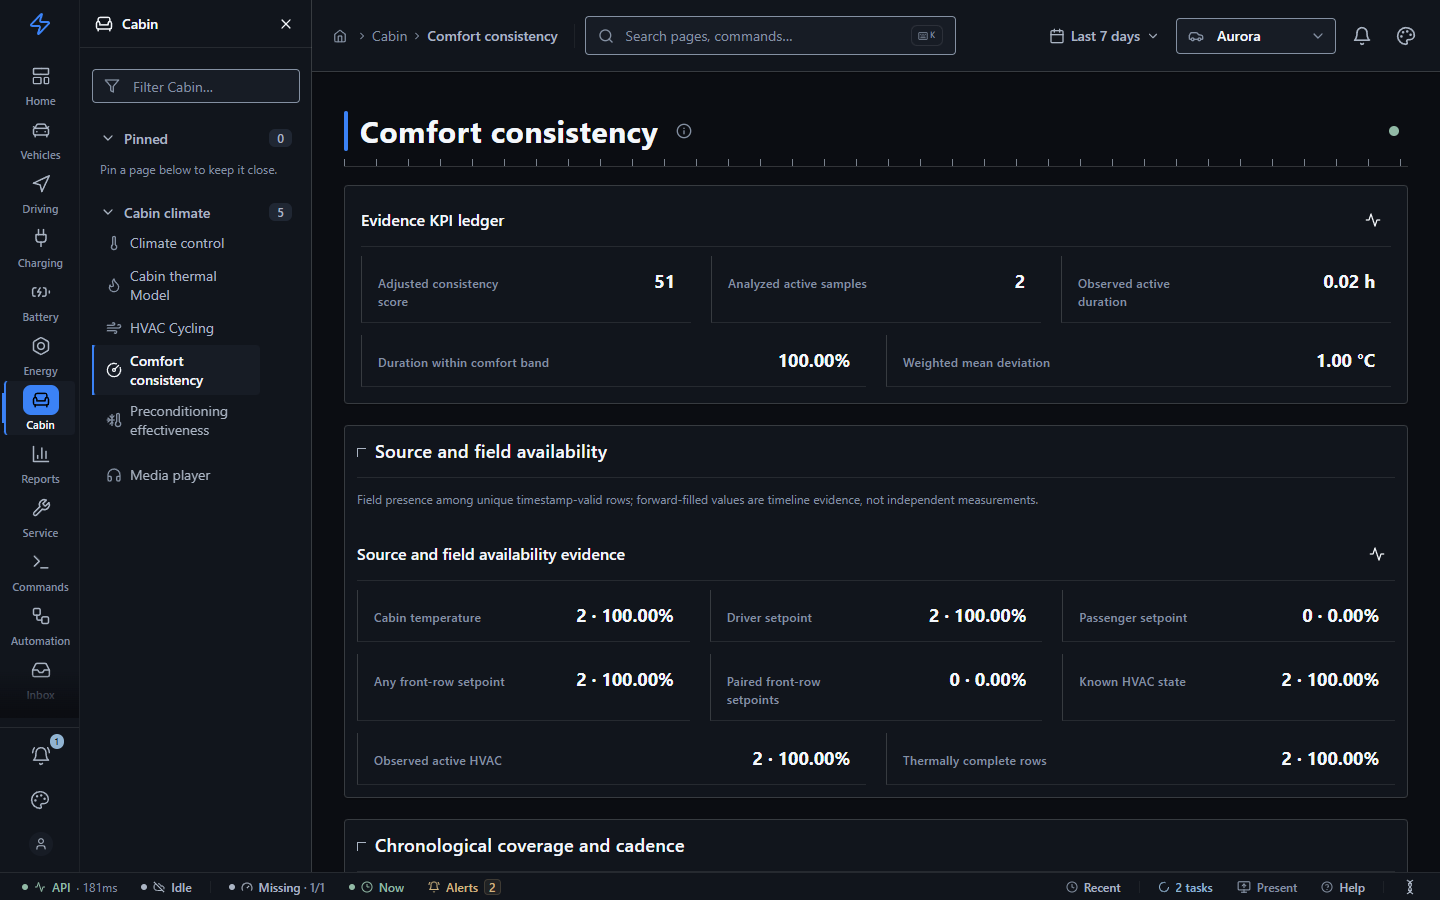 Cabin
Home
Vehicles
Driving
Charging
Battery
Energy
Cabin
Reports
Service
Commands
Automation
Inbox
1
Filter Cabin...
Pinned 0
Pin a page below to keep it close.
Cabin climate 5
Climate control
Cabin thermal
Model
HVAC Cycling
Comfort
consistency
Preconditioning
effectiveness
Media player
Cabin
Comfort consistency
Search pages, commands...
K
Last 7 days
Aurora
Comfort consistency
Evidence KPI ledger
Adjusted consistency
score
51
Analyzed active samples
2
Observed active
duration
0.02 h
Duration within comfort band
100.00%
Weighted mean deviation
1.00 °C
Source and field availability
Field presence among unique timestamp-valid rows; forward-filled values are timeline evidence, not independent measurements.
Source and field availability evidence
Cabin temperature
2 · 100.00%
Driver setpoint
2 · 100.00%
Passenger setpoint
0 · 0.00%
Any front-row setpoint
2 · 100.00%
Paired front-row
setpoints
0 · 0.00%
Known HVAC state
2 · 100.00%
Observed active HVAC
2 · 100.00%
Thermally complete rows
2 · 100.00%
Chronological coverage and cadence
API · 181ms
Idle
Missing · 1/1
Now
Alerts 2
Recent
2 tasks
Present
Help